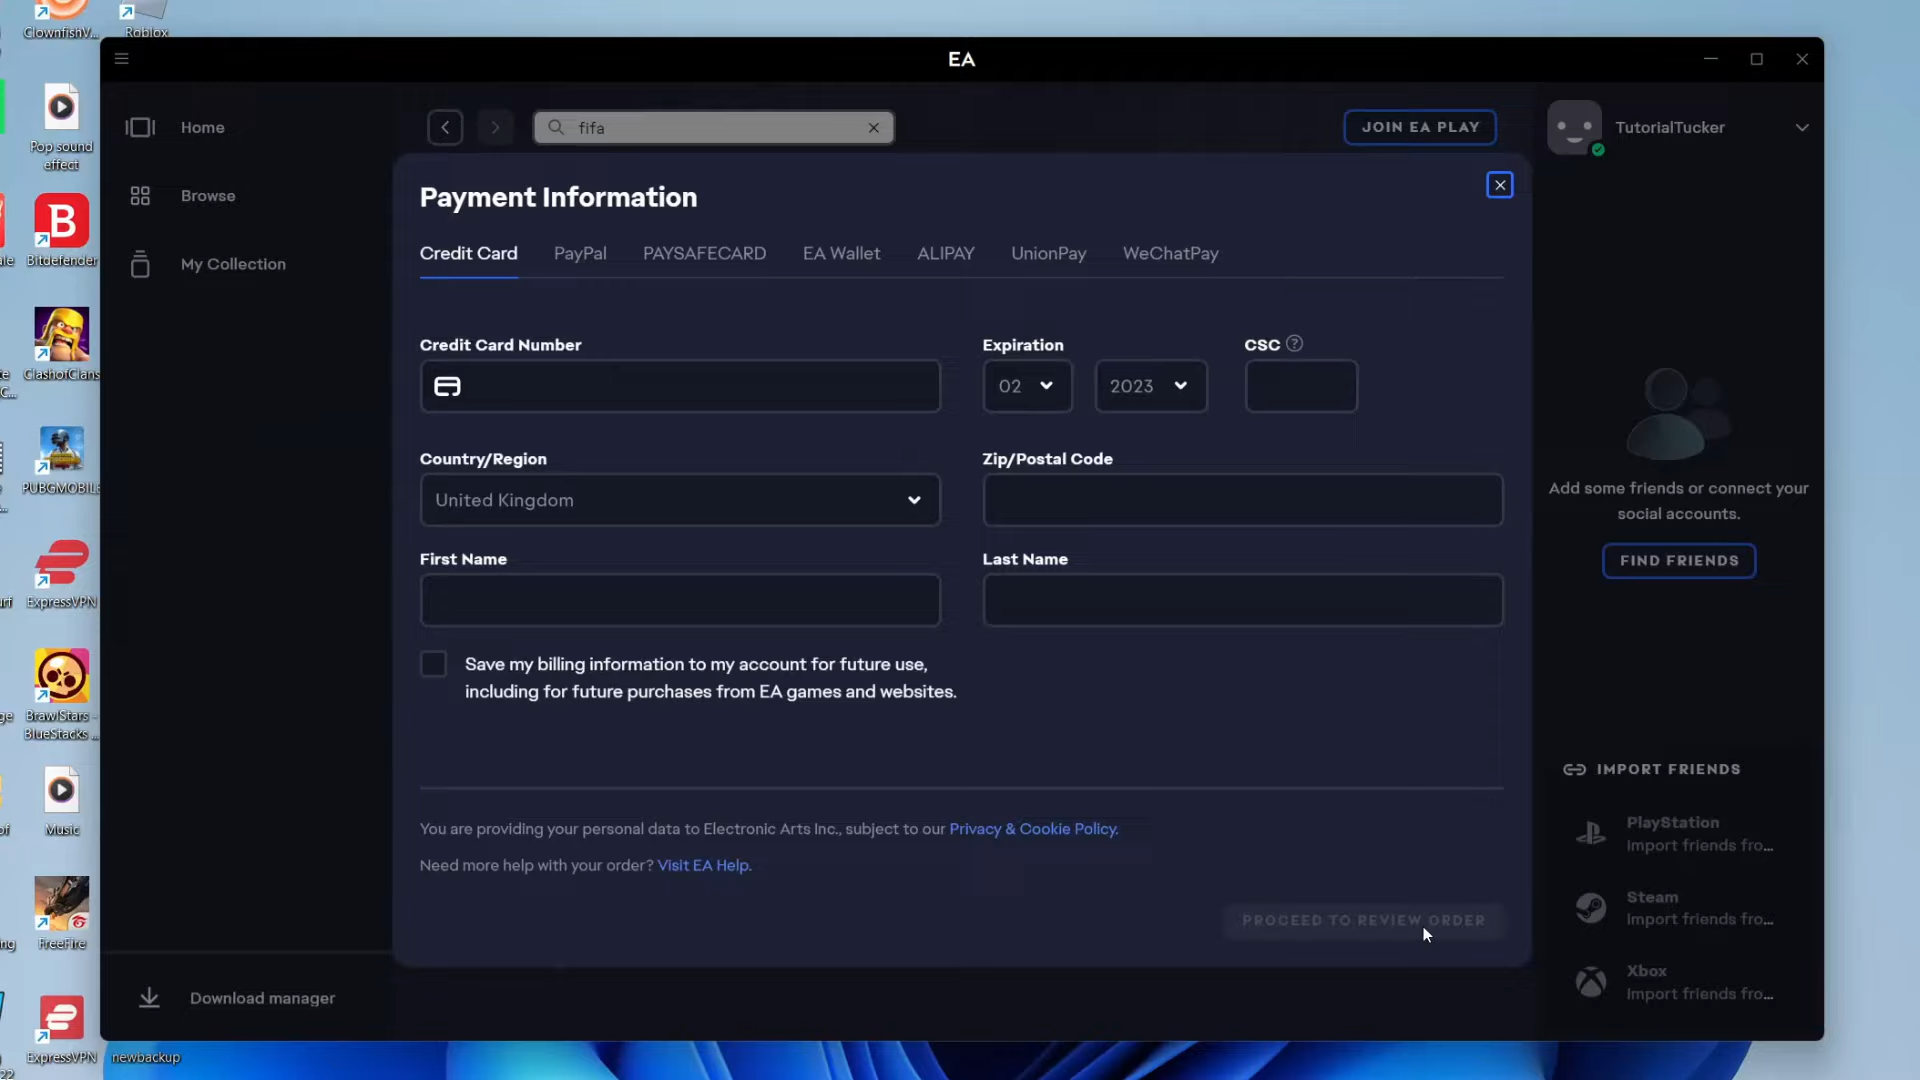 ClownfishV...
Roblox
Pop sound
effect
Bitdefender
ClashofClans
PUBGMOBILE
ExpressVPN
BrawlStars -
BlueStacks ...
Music
FreeFire
ExpressVPN
newbackup
EA
Home
Browse
My Collection
Download manager
fifa
JOIN EA PLAY
TutorialTucker
Payment Information
Credit Card
PayPal
PAYSAFECARD
EA Wallet
ALIPAY
UnionPay
WeChatPay
Credit Card Number
Expiration
CSC
02
2023
Country/Region
United Kingdom
Zip/Postal Code
First Name
Last Name
Save my billing information to my account for future use,
including for future purchases from EA games and websites.
You are providing your personal data to Electronic Arts Inc., subject to our Privacy & Cookie Policy.
Need more help with your order? Visit EA Help.
PROCEED TO REVIEW ORDER
Add some friends or connect your
social accounts.
FIND FRIENDS
IMPORT FRIENDS
PlayStation
Import friends fro...
Steam
Import friends fro...
Xbox
Import friends fro...